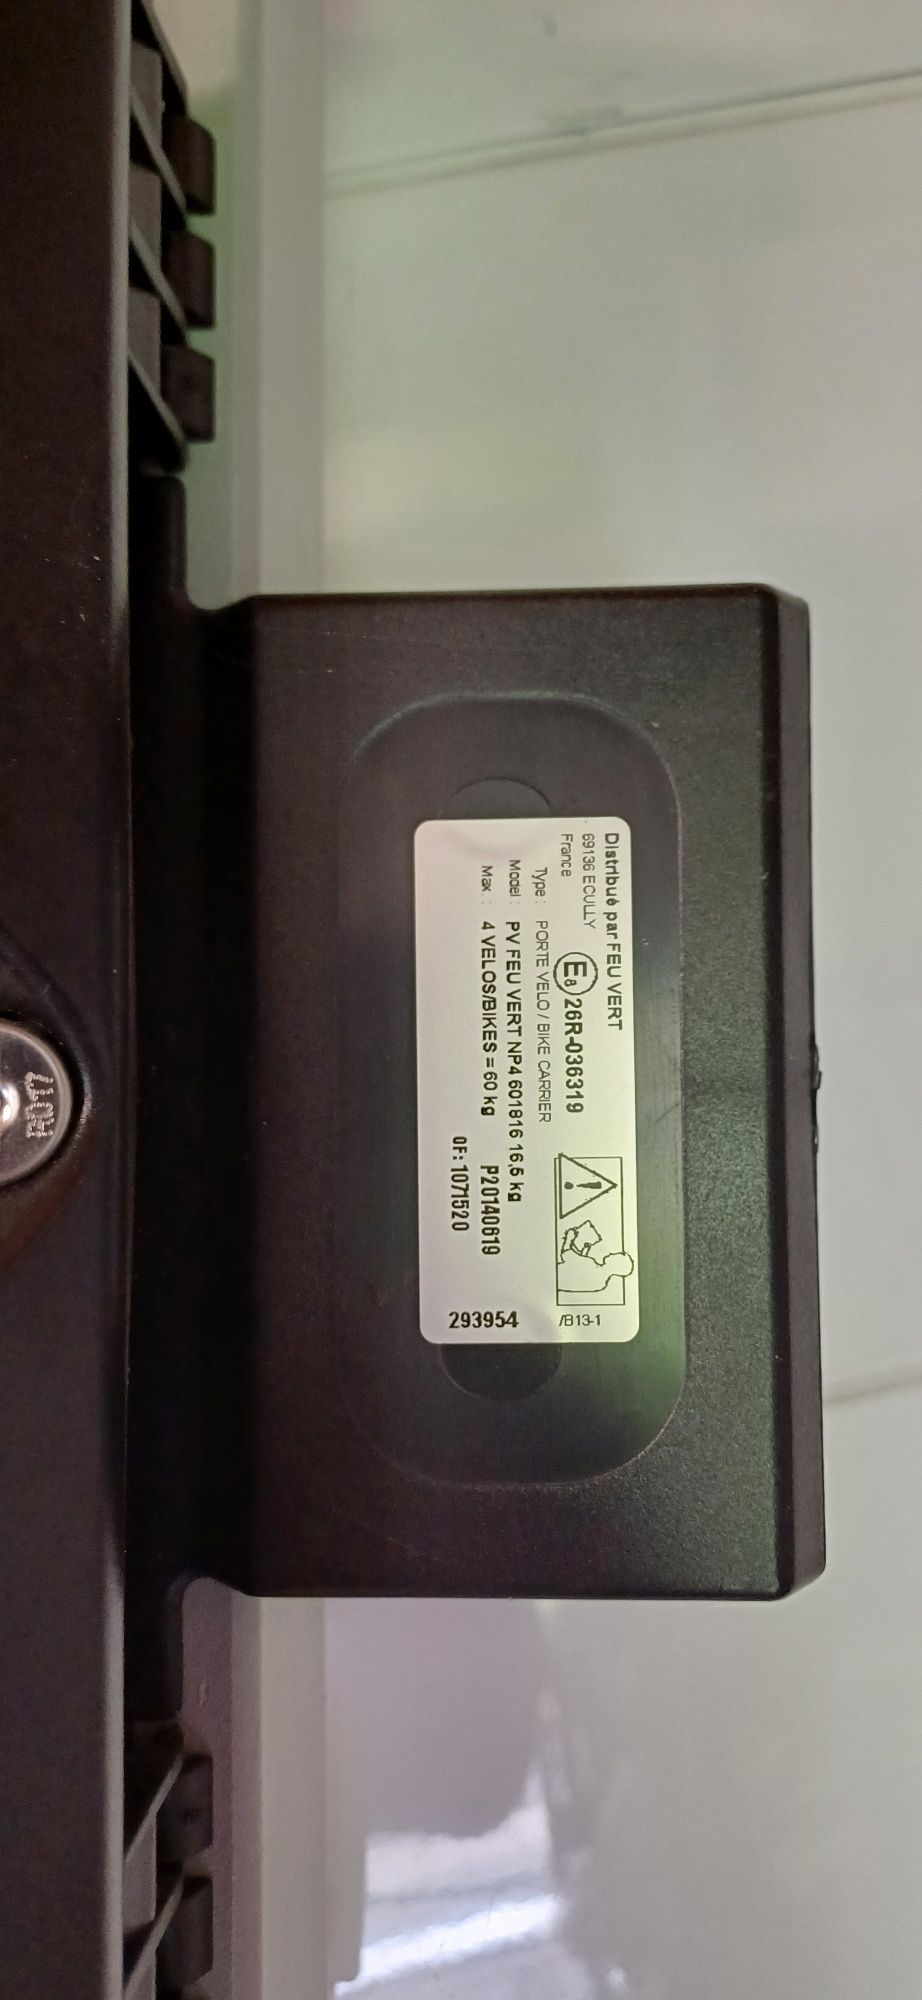 Distribué par FEU VERT
69136 ECULLY
France
E8 26R-036319
Type : PORTE VELO / BIKE CARRIER
Model : PV FEU VERT NP4 601816 16,5 kg
Max. : 4 VELOS/BIKES = 60 kg
P20140619
OF: 1071520
/B13-1
293954